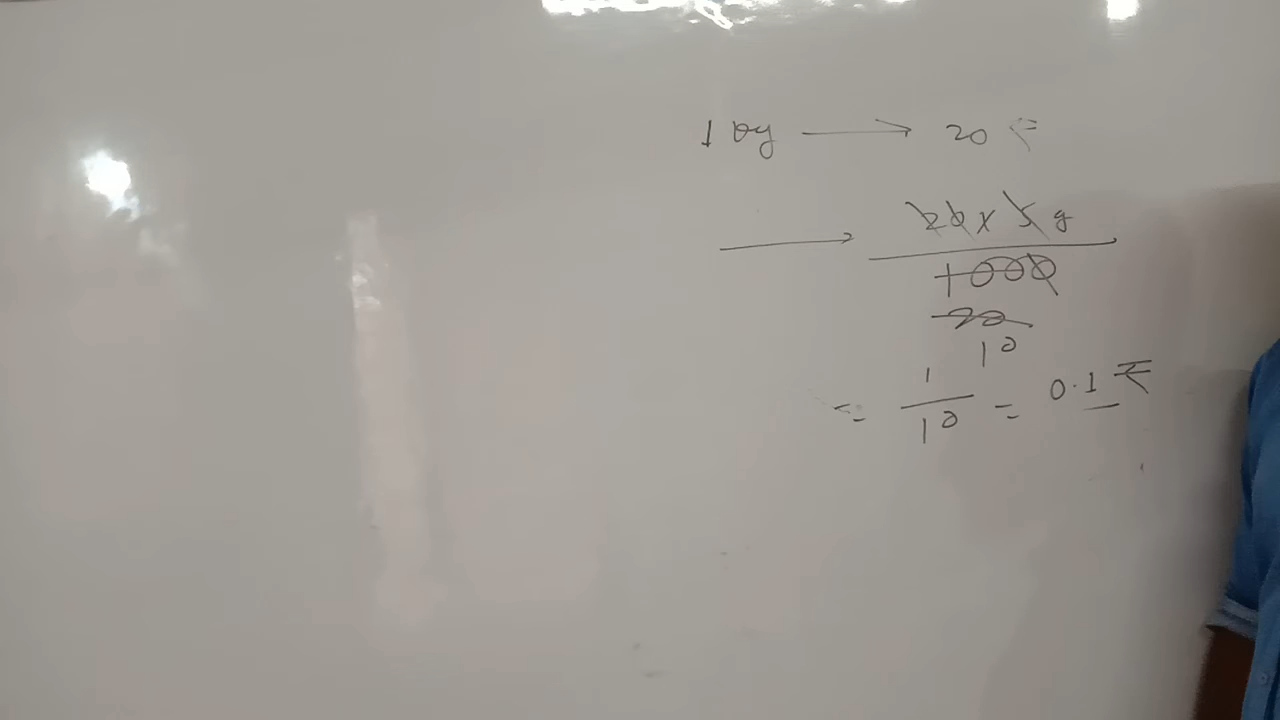 1 kg → 20 ₹
→ 20 x 5 g
1000
20
10
= 1/10 = 0.1 ₹